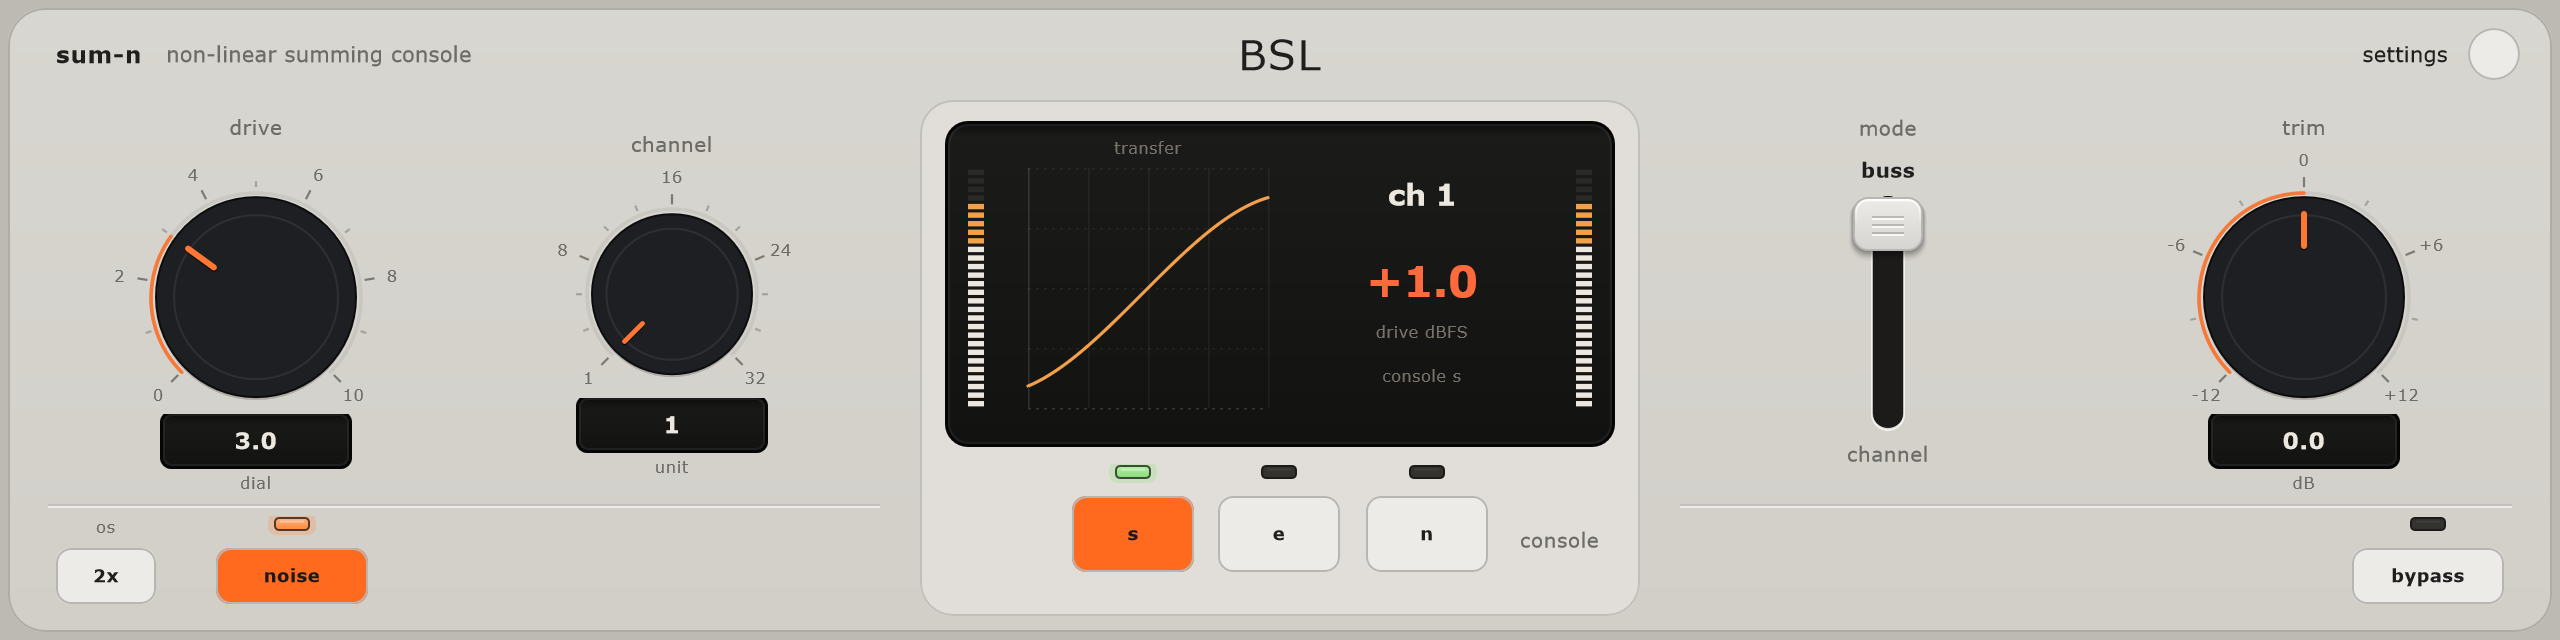 sum-n non-linear summing console
BSL
settings
drive
4
6
2
8
0
10
3.0
dial
channel
16
8
24
1
32
1
unit
transfer
ch 1
+1.0
drive dBFS
console s
s
e
n
console
mode
buss
channel
trim
0
-6
+6
-12
+12
0.0
dB
os
2x
noise
bypass